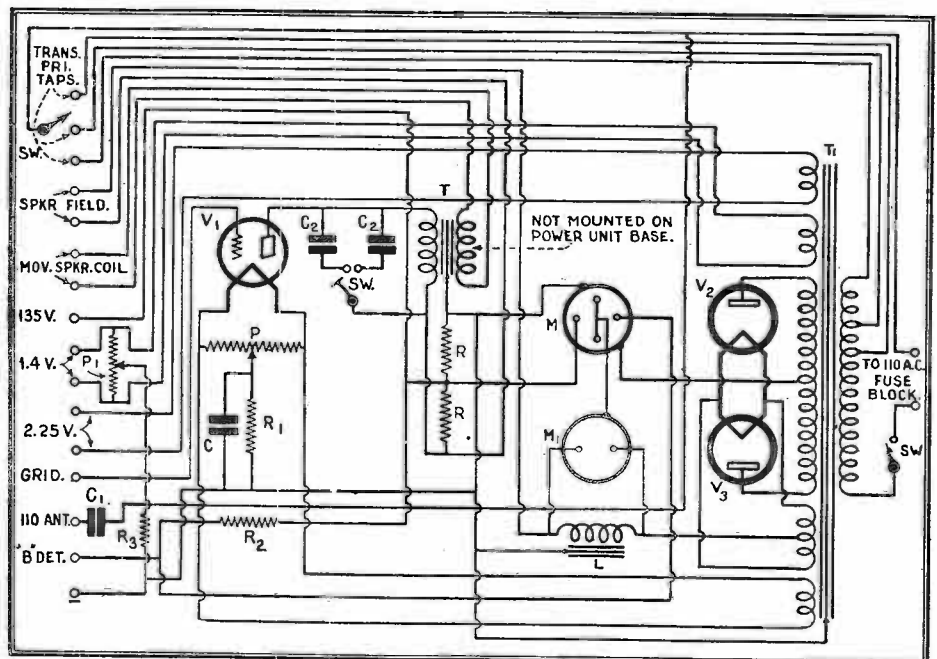 TRANS.
PRI.
TAPS.
SW.
SPKR FIELD.
MOV. SPKR. COIL
135 V.
P1
1.4 V.
2.25 V.
GRID.
C1
110 ANT.
R3
"B" DET.
–
V1
C2
C2
SW.
P
C
R1
R2
T
NOT MOUNTED ON
POWER UNIT BASE.
R
R
M
M1
L
T1
V2
V3
TO 110 A.C.
FUSE
BLOCK.
SW